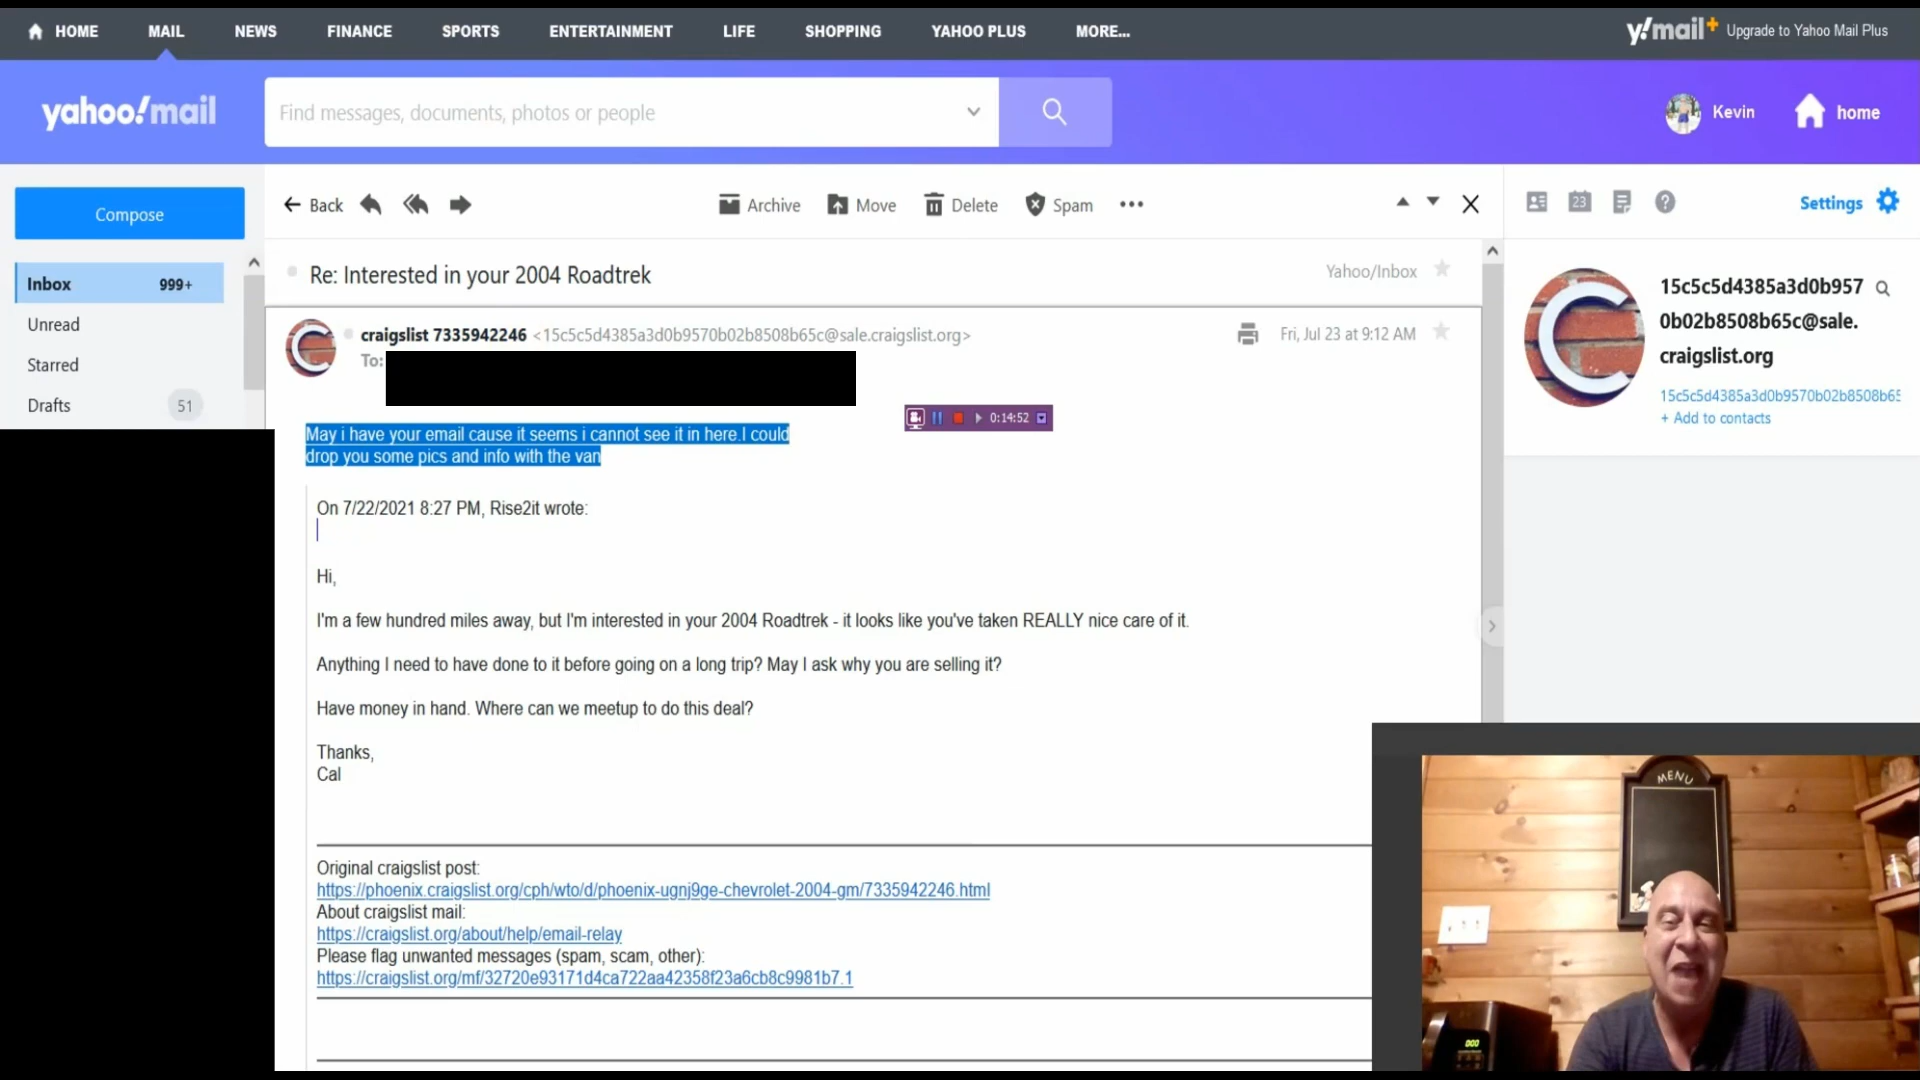 HOME MAIL NEWS FINANCE SPORTS ENTERTAINMENT LIFE SHOPPING YAHOO PLUS MORE... y!mail+ Upgrade to Yahoo Mail Plus
yahoo!mail Find messages, documents, photos or people Kevin home
Compose
Back Archive Move Delete Spam ••• 23 Settings
Inbox 999+
Unread
Starred
Drafts 51
Re: Interested in your 2004 Roadtrek Yahoo/Inbox
craigslist 7335942246 <15c5c5d4385a3d0b9570b02b8508b65c@sale.craigslist.org> Fri, Jul 23 at 9:12 AM
To:
0:14:52
May i have your email cause it seems i cannot see it in here.I could
drop you some pics and info with the van
On 7/22/2021 8:27 PM, Rise2it wrote:
Hi,
I'm a few hundred miles away, but I'm interested in your 2004 Roadtrek - it looks like you've taken REALLY nice care of it.
Anything I need to have done to it before going on a long trip? May I ask why you are selling it?
Have money in hand. Where can we meetup to do this deal?
Thanks,
Cal
Original craigslist post:
https://phoenix.craigslist.org/cph/wto/d/phoenix-ugnj9ge-chevrolet-2004-gm/7335942246.html
About craigslist mail:
https://craigslist.org/about/help/email-relay
Please flag unwanted messages (spam, scam, other):
https://craigslist.org/mf/32720e93171d4ca722aa42358f23a6cb8c9981b7.1
15c5c5d4385a3d0b957
0b02b8508b65c@sale.
craigslist.org
15c5c5d4385a3d0b9570b02b8508b65
+ Add to contacts
MENU
000